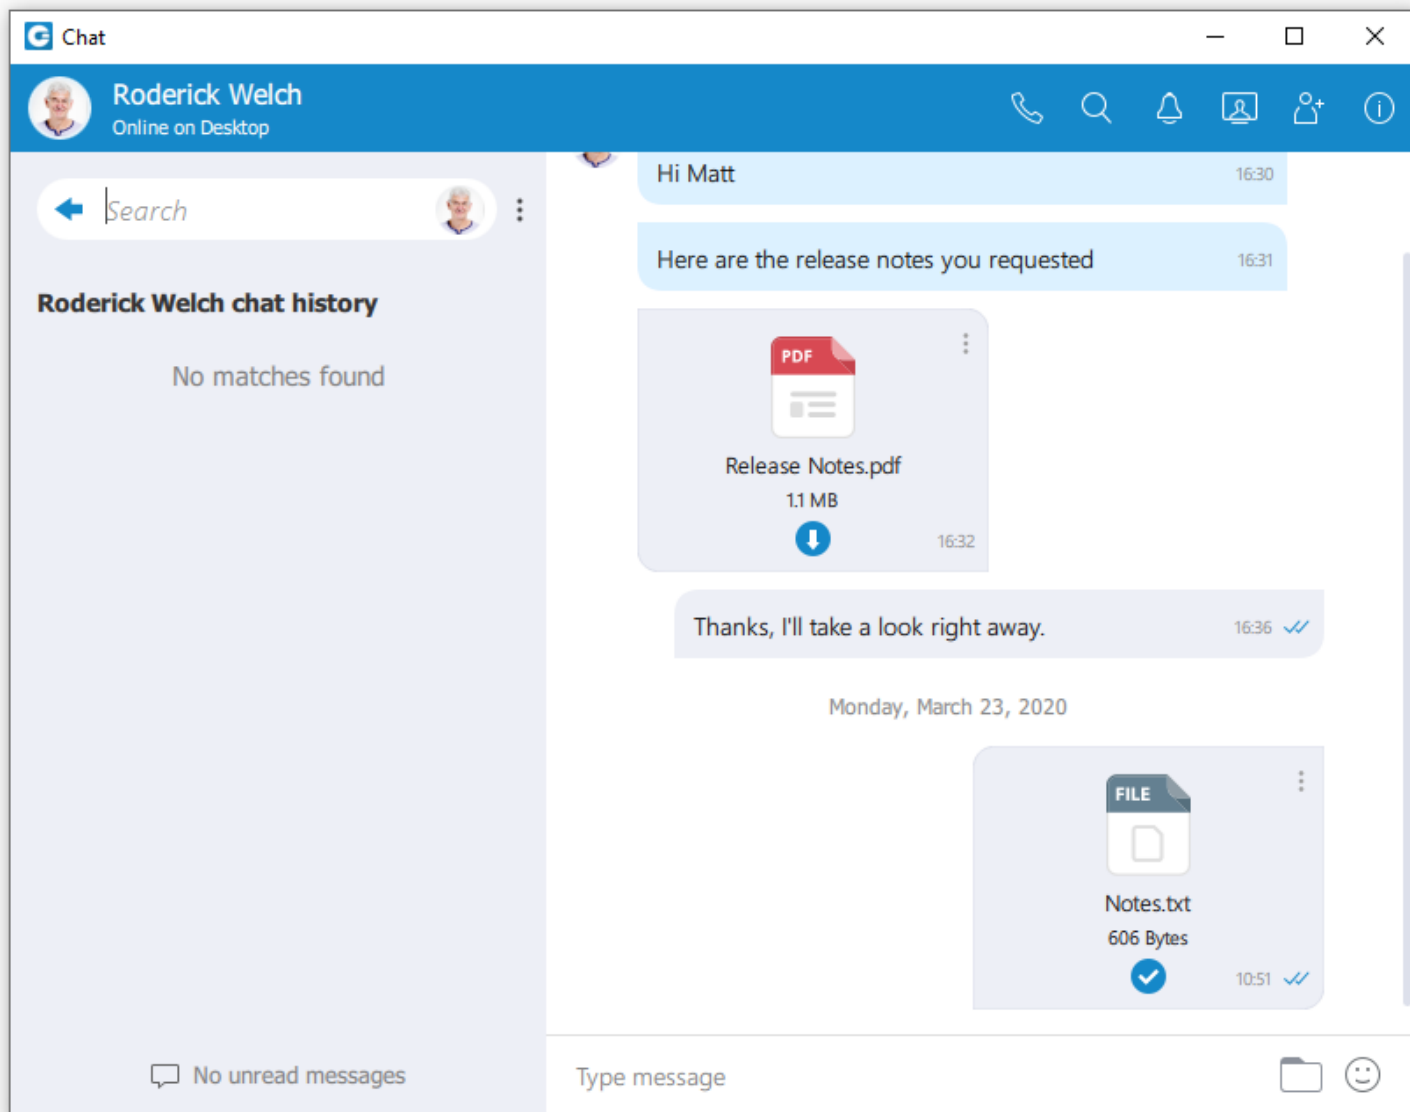 Chat
Roderick Welch
Online on Desktop
Search
Roderick Welch chat history
No matches found
No unread messages
Hi Matt
16:30
Here are the release notes you requested
16:31
PDF
Release Notes.pdf
1.1 MB
16:32
Thanks, I'll take a look right away.
16:36
Monday, March 23, 2020
FILE
Notes.txt
606 Bytes
10:51
Type message